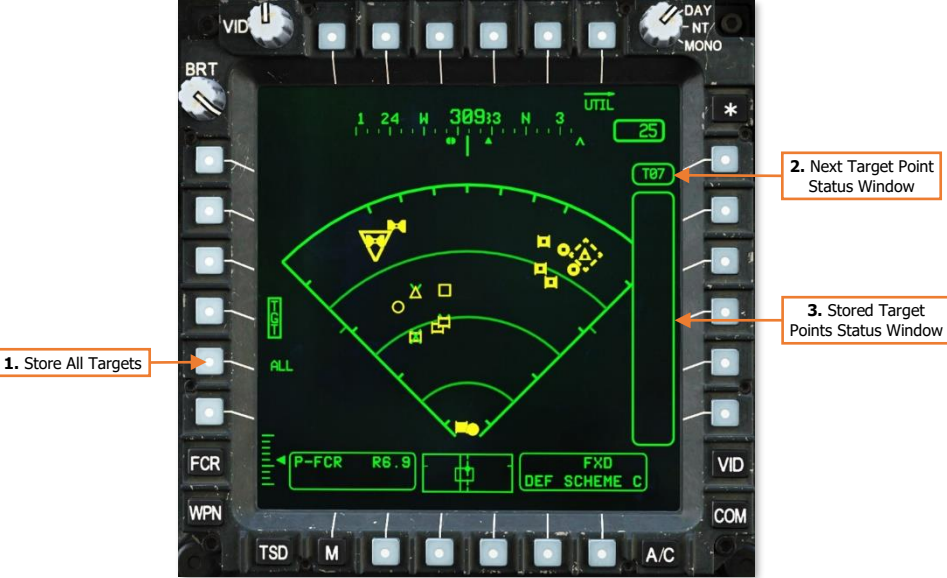 VID
DAY
NT
MONO
BRT
*
UTIL
1 24 W 309 33 N 3
25
T07
2. Next Target Point
Status Window
TGT
3. Stored Target
Points Status Window
1. Store All Targets
ALL
FCR
P-FCR R6.9
FXD
DEF SCHEME C
VID
WPN
COM
TSD
M
A/C